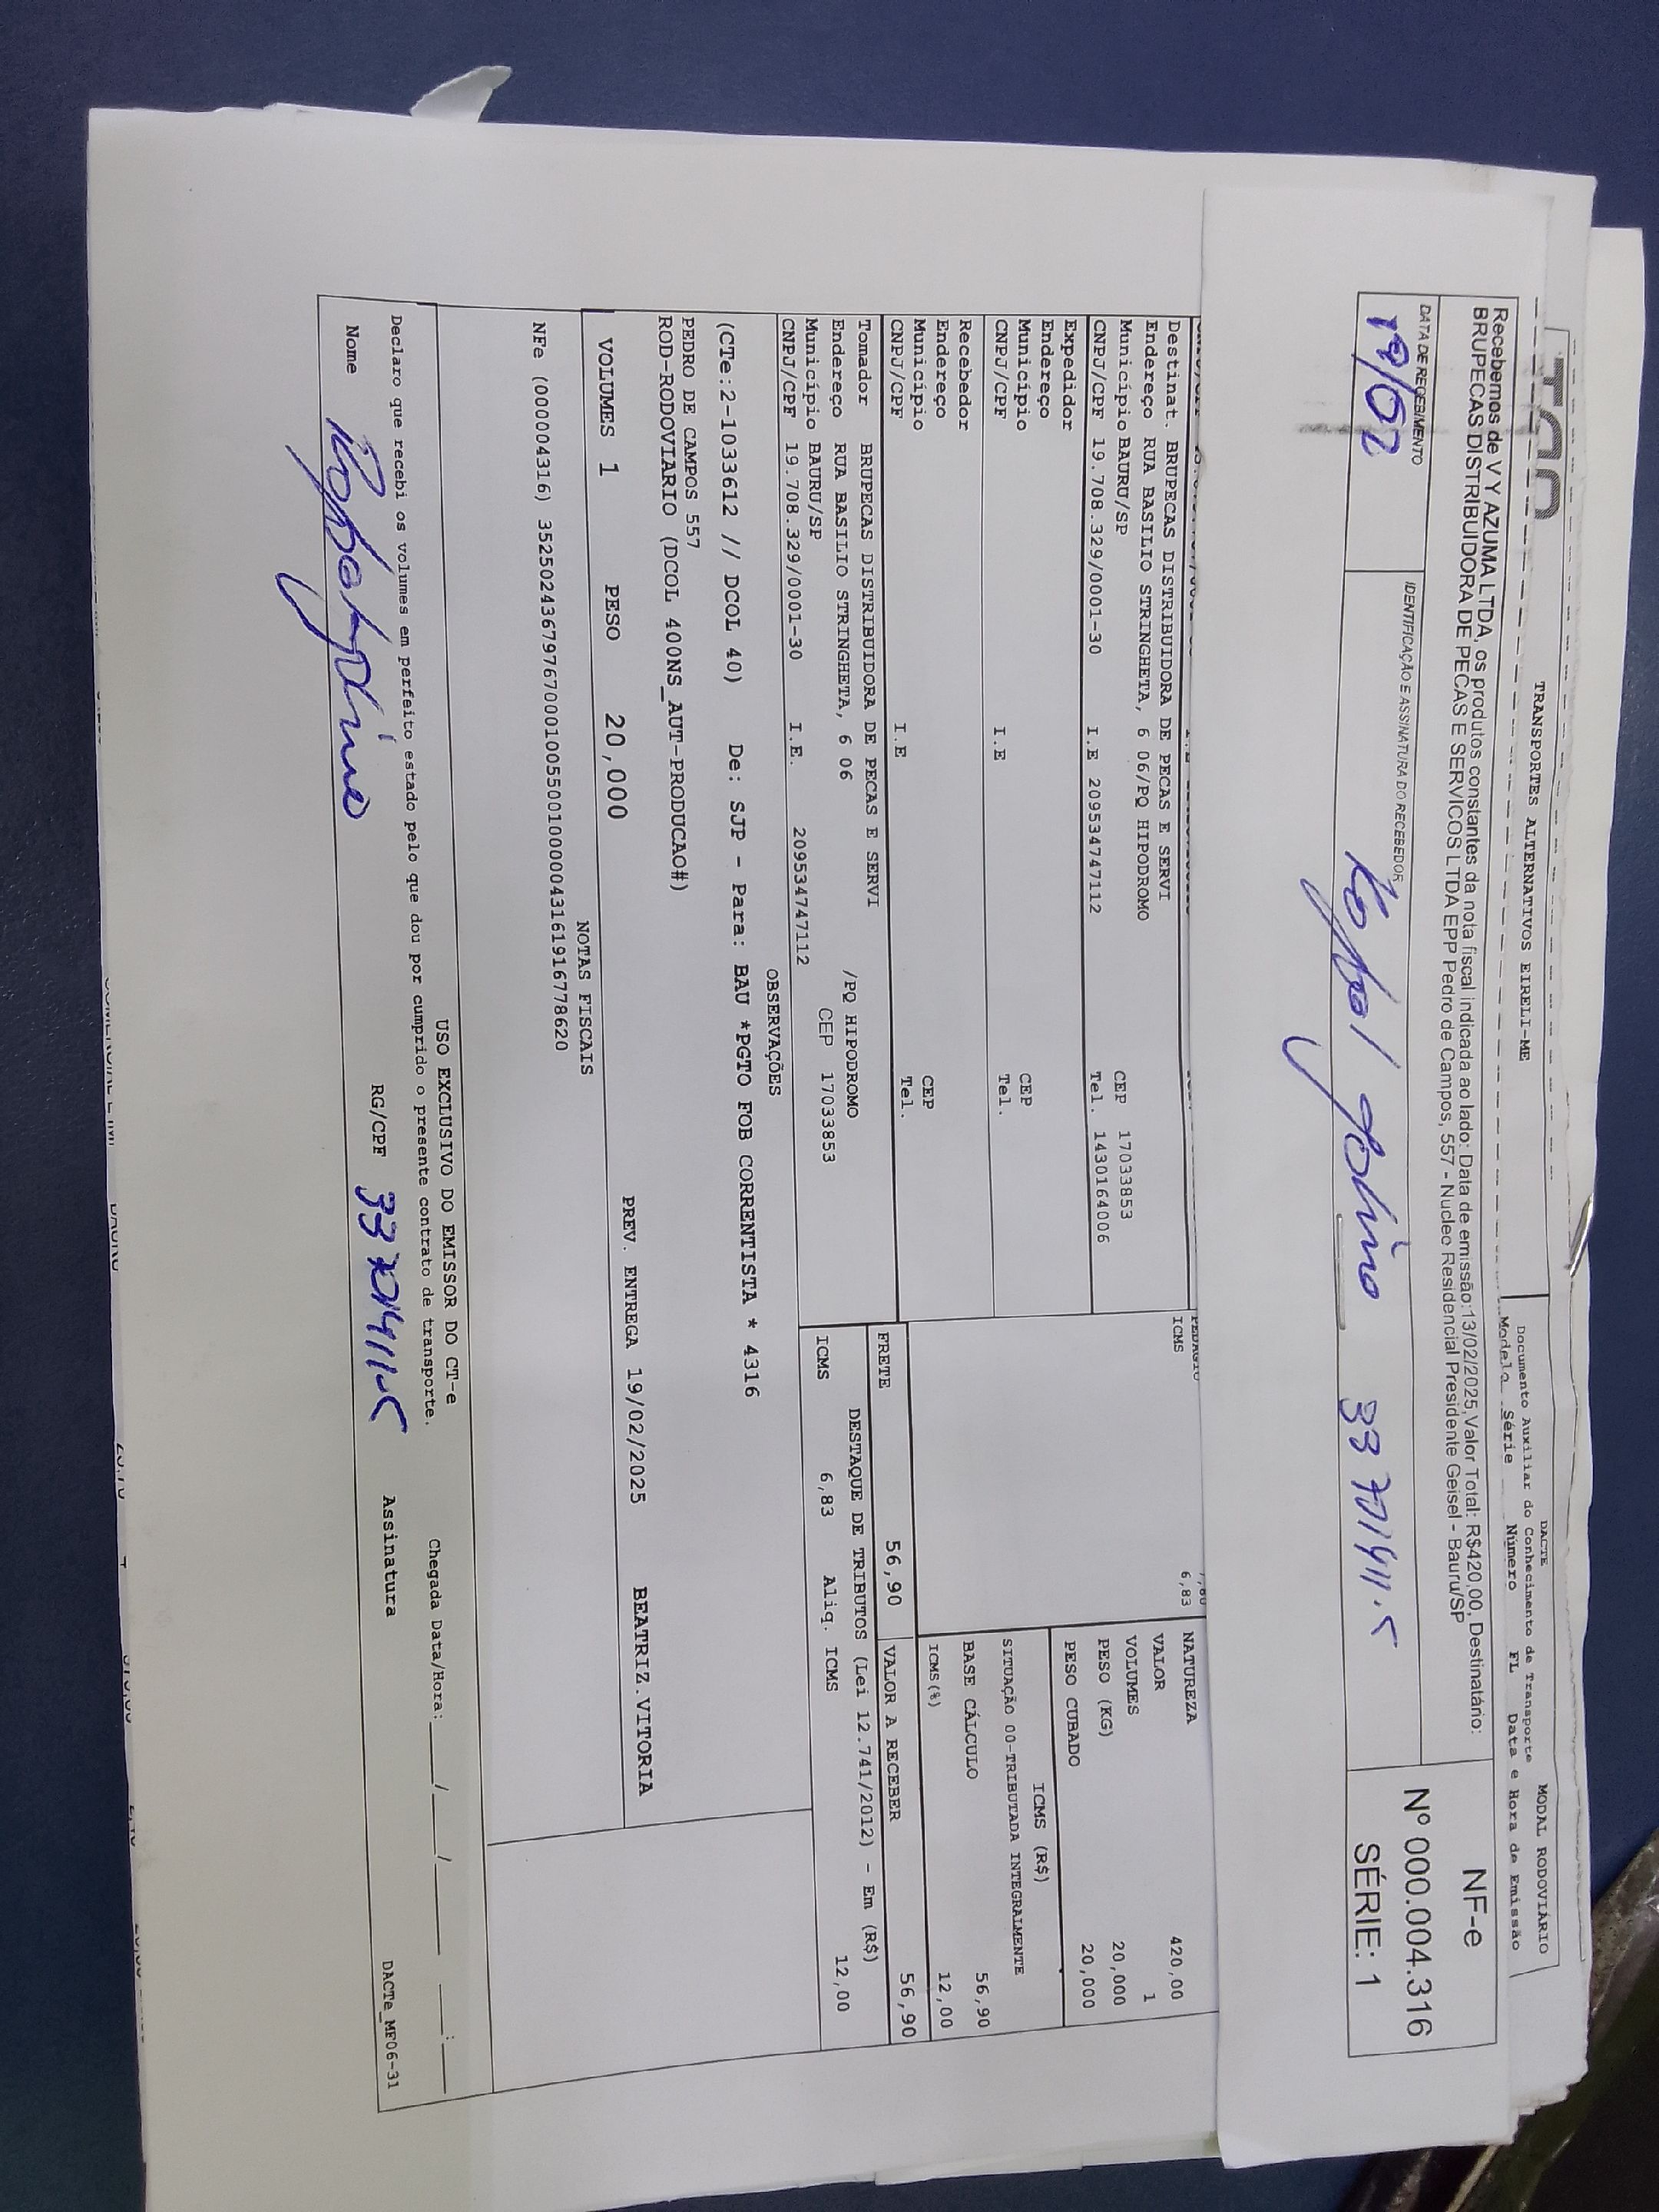 TRANSPORTES ALTERNATIVOS EIRELI-ME
DACTE
Documento Auxiliar do Conhecimento de Transporte
MODAL RODOVIÁRIO
Modelo Série Número FL Data e Hora de Emissão
Recebemos de V Y AZUMA LTDA, os produtos constantes da nota fiscal indicada ao lado: Data de emissão:13/02/2025,Valor Total: R$420,00, Destinatário:
BRUPECAS DISTRIBUIDORA DE PECAS E SERVICOS LTDA EPP Pedro de Campos, 557 - Nucleo Residencial Presidente Geisel - Bauru/SP
NF-e
Nº 000.004.316
SÉRIE: 1
DATA DE RECEBIMENTO
19/02
IDENTIFICAÇÃO E ASSINATURA DO RECEBEDOR
PEDAGIO
ICMS 6,83
Destinat. BRUPECAS DISTRIBUIDORA DE PECAS E SERVI
Endereço RUA BASILIO STRINGHETA, 6 06/PQ HIPODROMO
Município BAURU/SP CEP 17033853
CNPJ/CPF 19.708.329/0001-30 I.E 209534747112 Tel. 1430164006
Expedidor
Endereço
Município CEP
CNPJ/CPF I.E Tel.
Recebedor
Endereço
Município CEP
CNPJ/CPF I.E Tel.
Tomador BRUPECAS DISTRIBUIDORA DE PECAS E SERVI
Endereço RUA BASILIO STRINGHETA, 6 06 /PQ HIPODROMO
Município BAURU/SP CEP 17033853
CNPJ/CPF 19.708.329/0001-30 I.E. 209534747112
NATUREZA
VALOR 420,00
VOLUMES 1
PESO (KG) 20,000
PESO CUBADO 20,000
ICMS (R$)
SITUAÇÃO 00-TRIBUTADA INTEGRALMENTE
BASE CÁLCULO 56,90
ICMS(%) 12,00
FRETE 56,90 VALOR A RECEBER 56,90
DESTAQUE DE TRIBUTOS (Lei 12.741/2012) - Em (R$)
ICMS 6,83 Aliq. ICMS 12,00
OBSERVAÇÕES
(CTe:2-1033612 // DCOL 40) De: SJP - Para: BAU *PGTO FOB CORRENTISTA * 4316
PEDRO DE CAMPOS 557
ROD-RODOVIARIO (DCOL 400NS_AUT-PRODUCAO#)
VOLUMES 1 PESO 20,000 PREV. ENTREGA 19/02/2025 BEATRIZ.VITORIA
NOTAS FISCAIS
NFe (000004316) 35250243679767000100550010000043161916778620
USO EXCLUSIVO DO EMISSOR DO CT-e
Declaro que recebi os volumes em perfeito estado pelo que dou por cumprido o presente contrato de transporte.
Chegada Data/Hora:____/____/______ ___:___
Nome RG/CPF Assinatura
DACTe_MF06-31